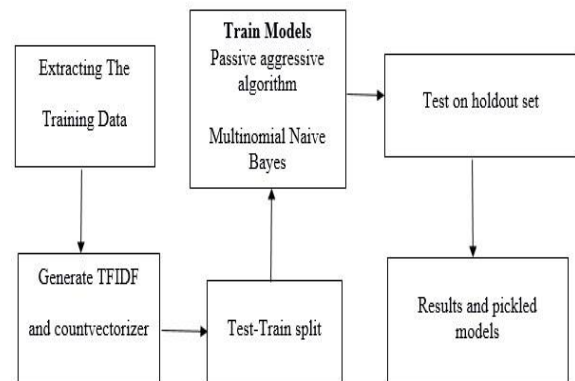 Extracting The
Training Data
Generate TFIDF
and countvectorizer
Test-Train split
Train Models
Passive aggressive
algorithm
Multinomial Naive
Bayes
Test on holdout set
Results and pickled
models